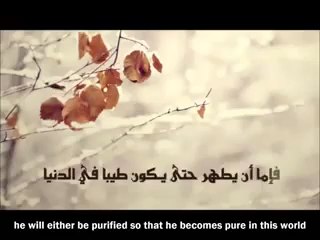 فإما أن يطهر حتى يكون طيبا في الدنيا
he will either be purified so that he becomes pure in this world